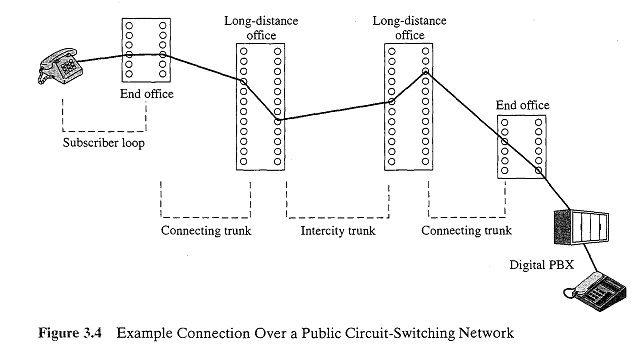 Long-distance
office
Long-distance
office
End office
End office
Subscriber loop
Connecting trunk
Intercity trunk
Connecting trunk
Digital PBX
Figure 3.4 Example Connection Over a Public Circuit-Switching Network